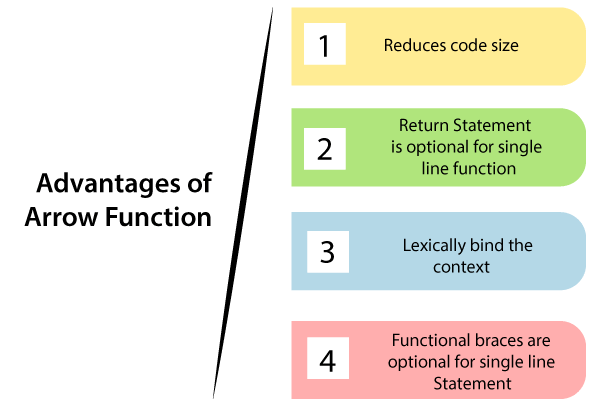 Advantages of
Arrow Function
1
Reduces code size
2
Return Statement
is optional for single
line function
3
Lexically bind the
context
4
Functional braces are
optional for single line
Statement